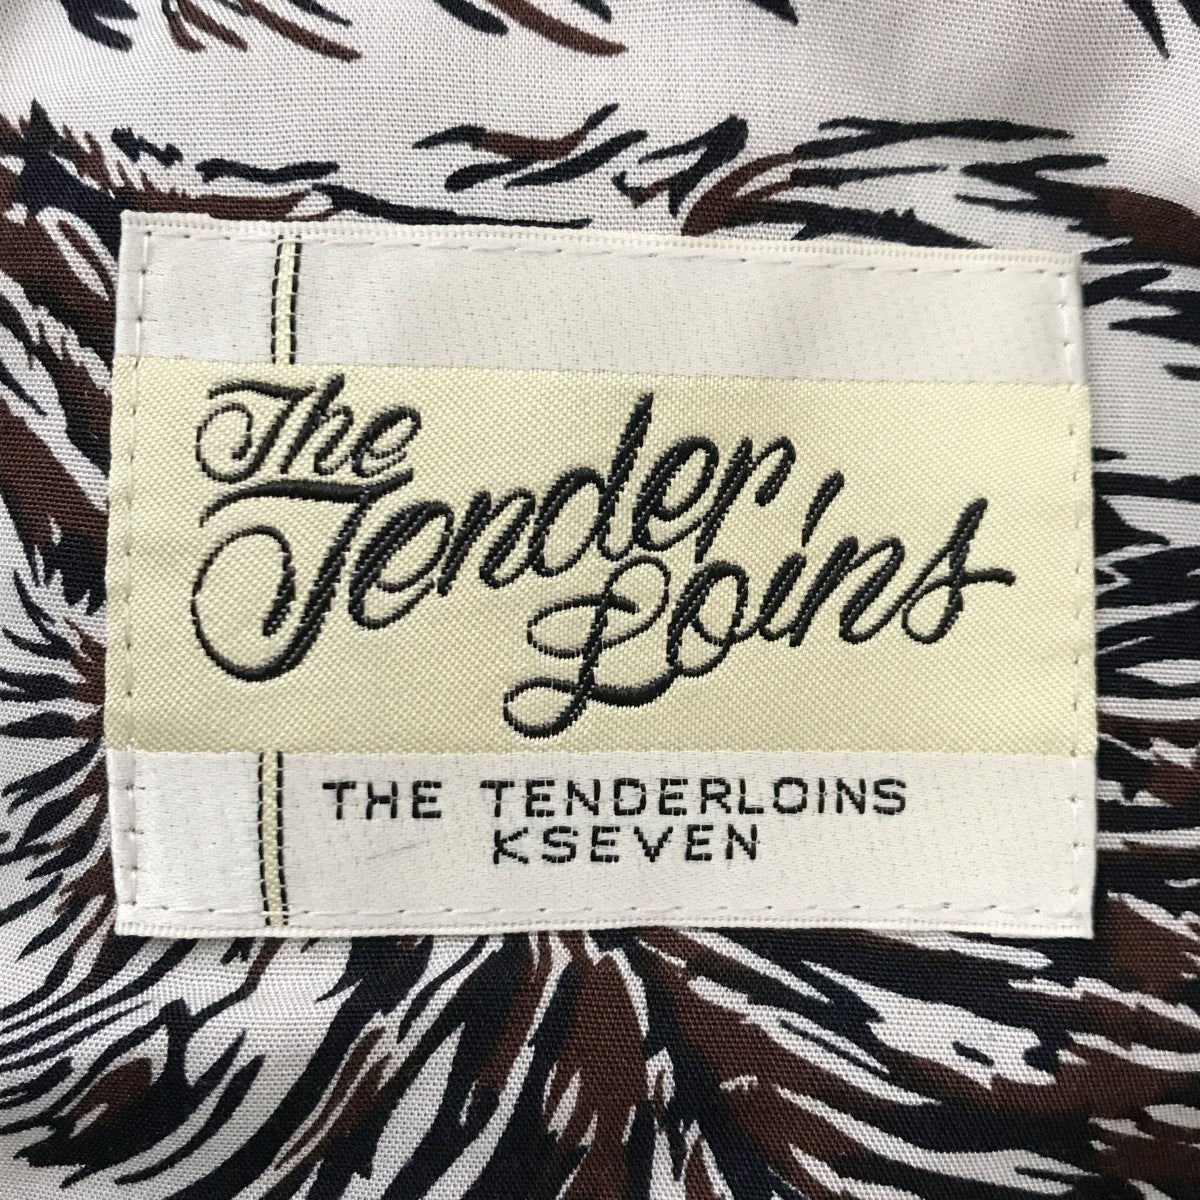 The
Tender
Loins
THE TENDERLOINS
KSEVEN